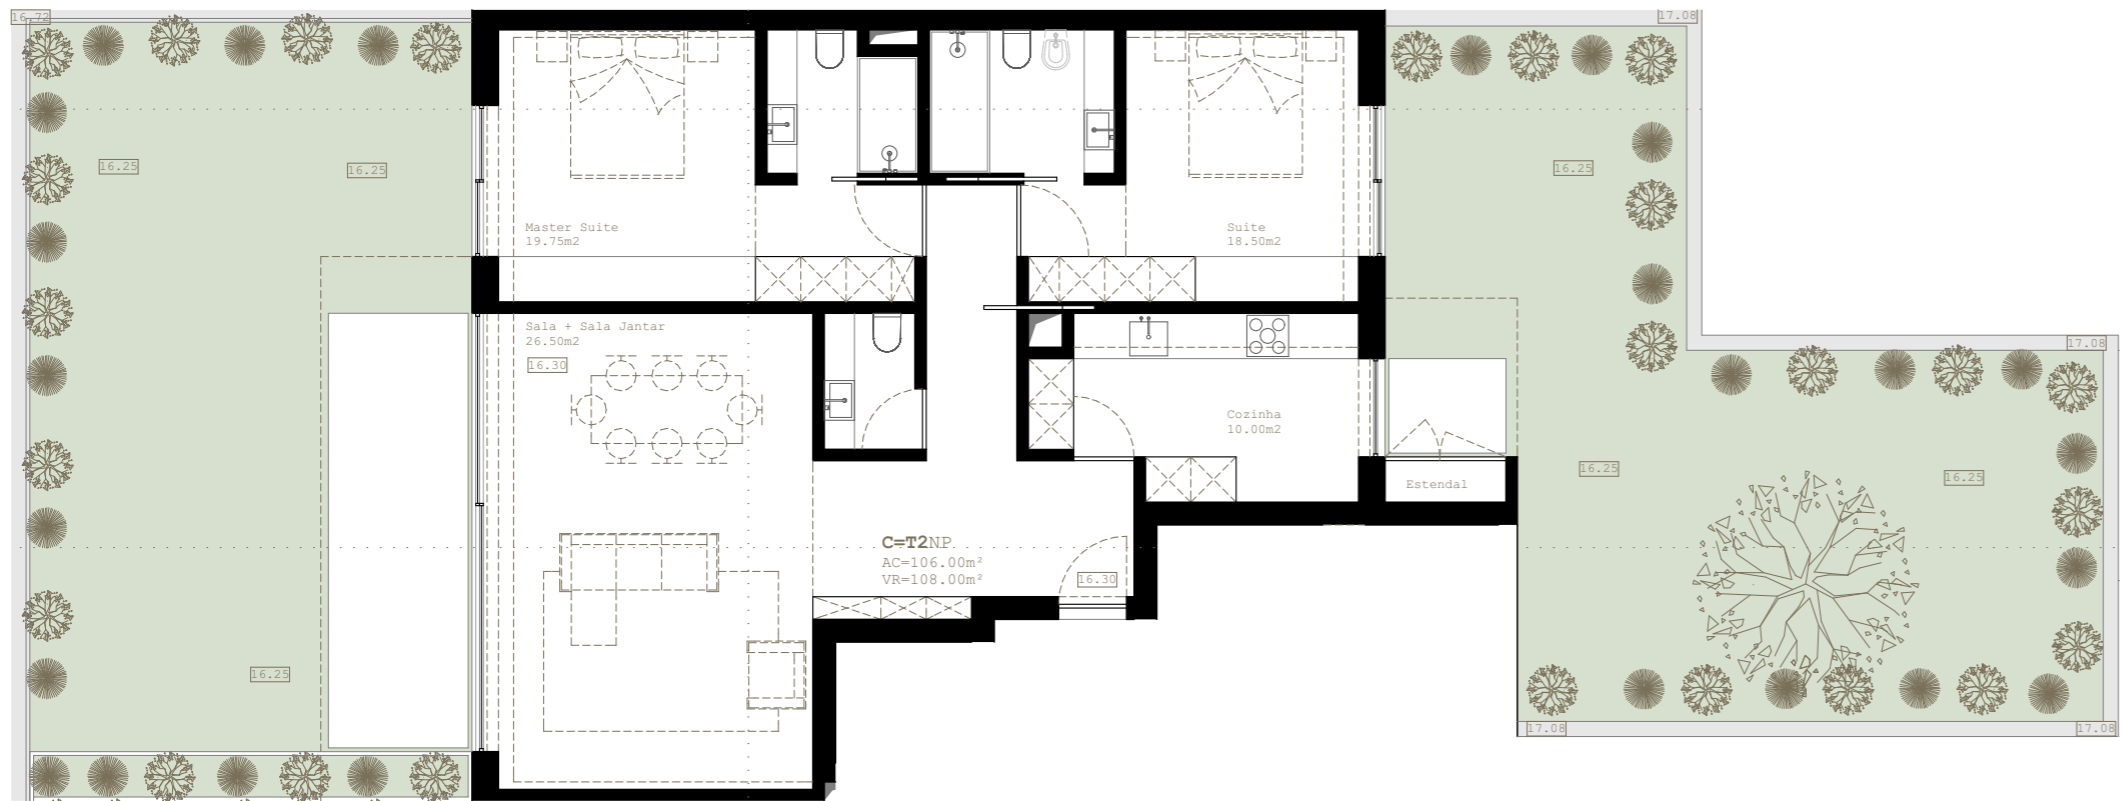 16.72
17.08
16.25
16.25
16.25
Master Suite
19.75m2
Suite
18.50m2
Sala + Sala Jantar
26.50m2
16.30
17.08
Cozinha
10.00m2
16.25
16.25
Estendal
C=T2NP
AC=106.00m²
VR=108.00m²
16.30
16.25
17.08
17.08